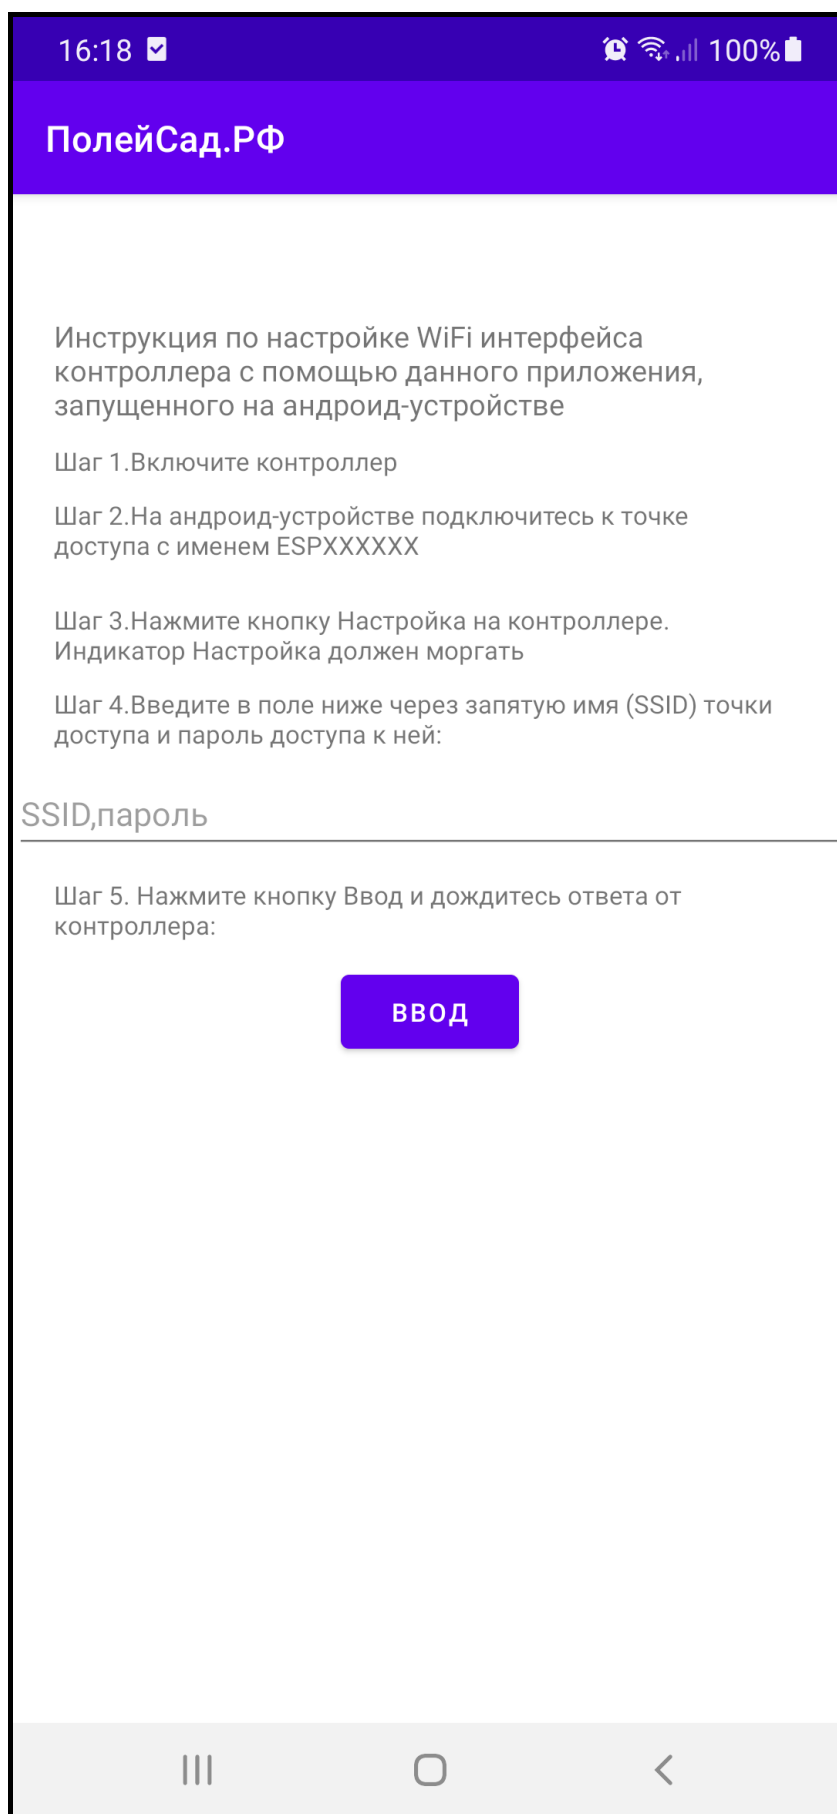 16:18
100%
ПолейСад.РФ
Инструкция по настройке WiFi интерфейса
контроллера с помощью данного приложения,
запущенного на андроид-устройстве
Шаг 1.Включите контроллер
Шаг 2.На андроид-устройстве подключитесь к точке
доступа с именем ESPXXXXXX
Шаг 3.Нажмите кнопку Настройка на контроллере.
Индикатор Настройка должен моргать
Шаг 4.Введите в поле ниже через запятую имя (SSID) точки
доступа и пароль доступа к ней:
SSID,пароль
Шаг 5. Нажмите кнопку Ввод и дождитесь ответа от
контроллера:
ВВОД